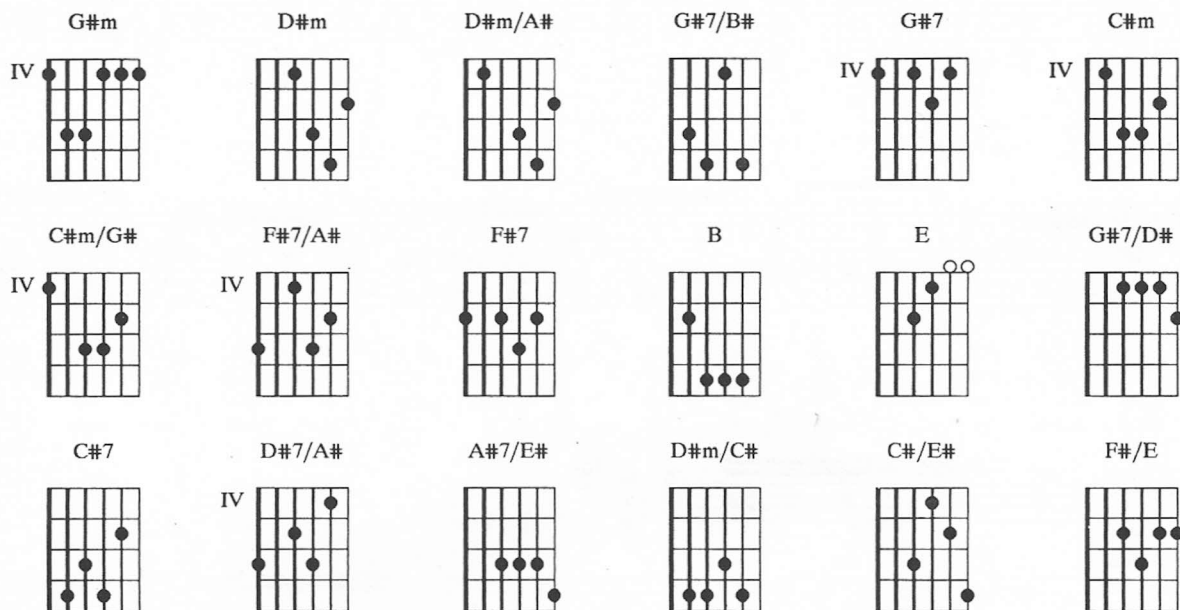 G#m D#m D#m/A# G#7/B# G#7 C#m
IV IV IV
C#m/G# F#7/A# F#7 B E G#7/D#
IV IV
C#7 D#7/A# A#7/E# D#m/C# C#/E# F#/E
IV